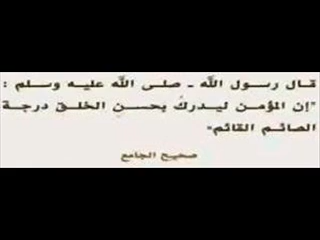 قال رسول الله - صلى الله عليه وسلم :
"إن المؤمن ليدرك بحسن الخلق درجة
الصائم القائم"
صحيح الجامع